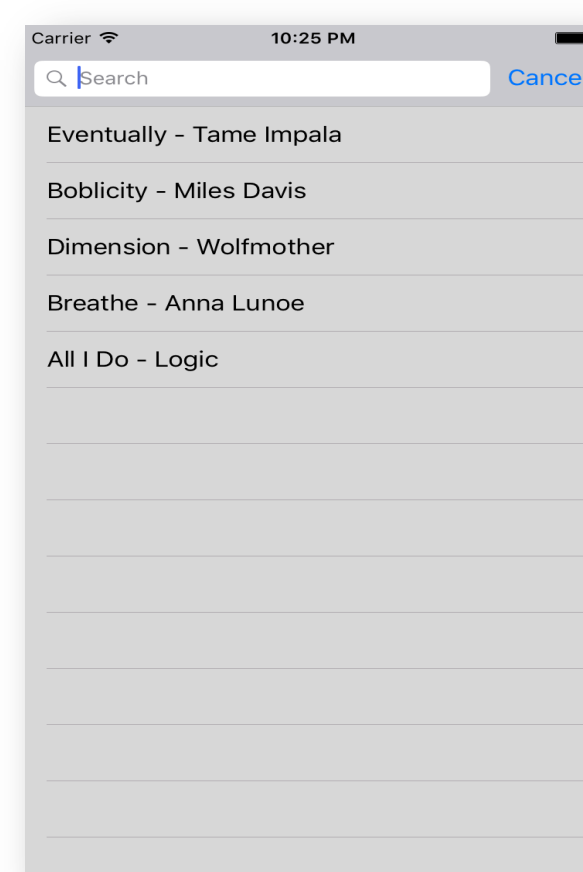 Carrier 10:25 PM
Search Cance
Eventually - Tame Impala
Boblicity - Miles Davis
Dimension - Wolfmother
Breathe - Anna Lunoe
All I Do - Logic